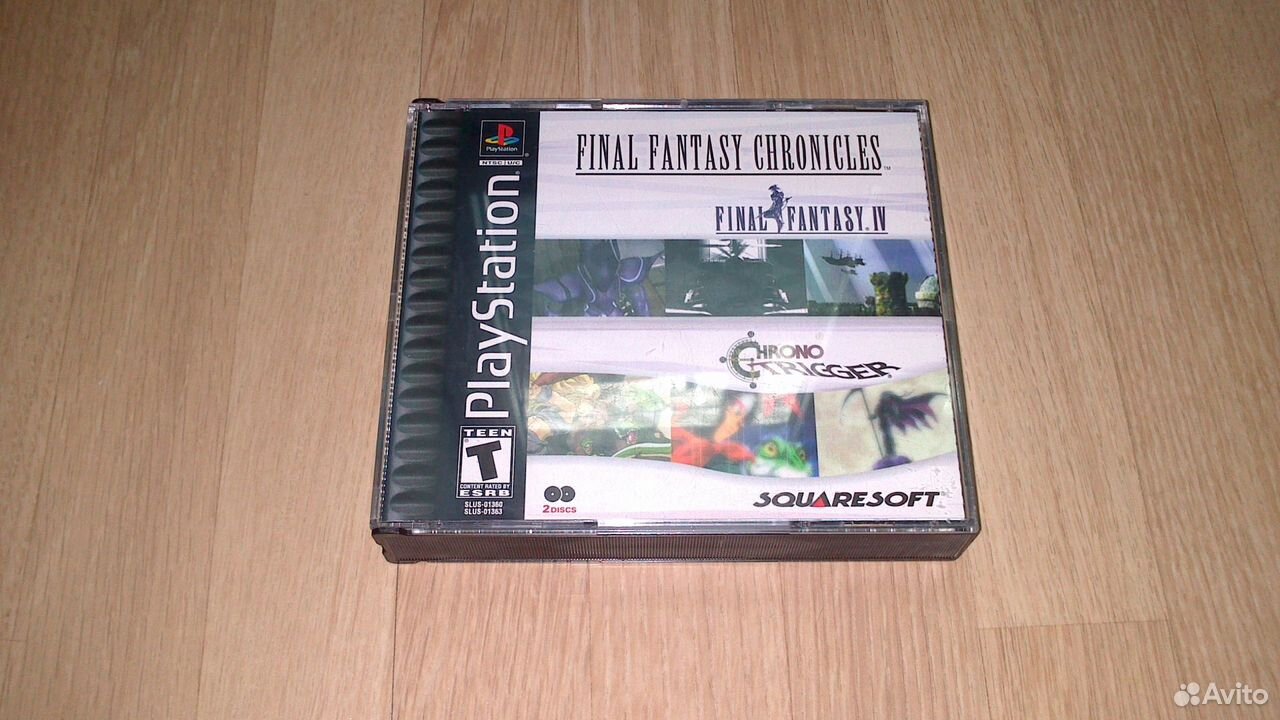 PlayStation
NTSC U/C
PlayStation
TEEN
T
CONTENT RATED BY
ESRB
SLUS-01360
SLUS-01363
FINAL FANTASY CHRONICLES™
FINAL FANTASY IV
CHRONO
TRIGGER
2 DISCS
SQUARESOFT
Avito